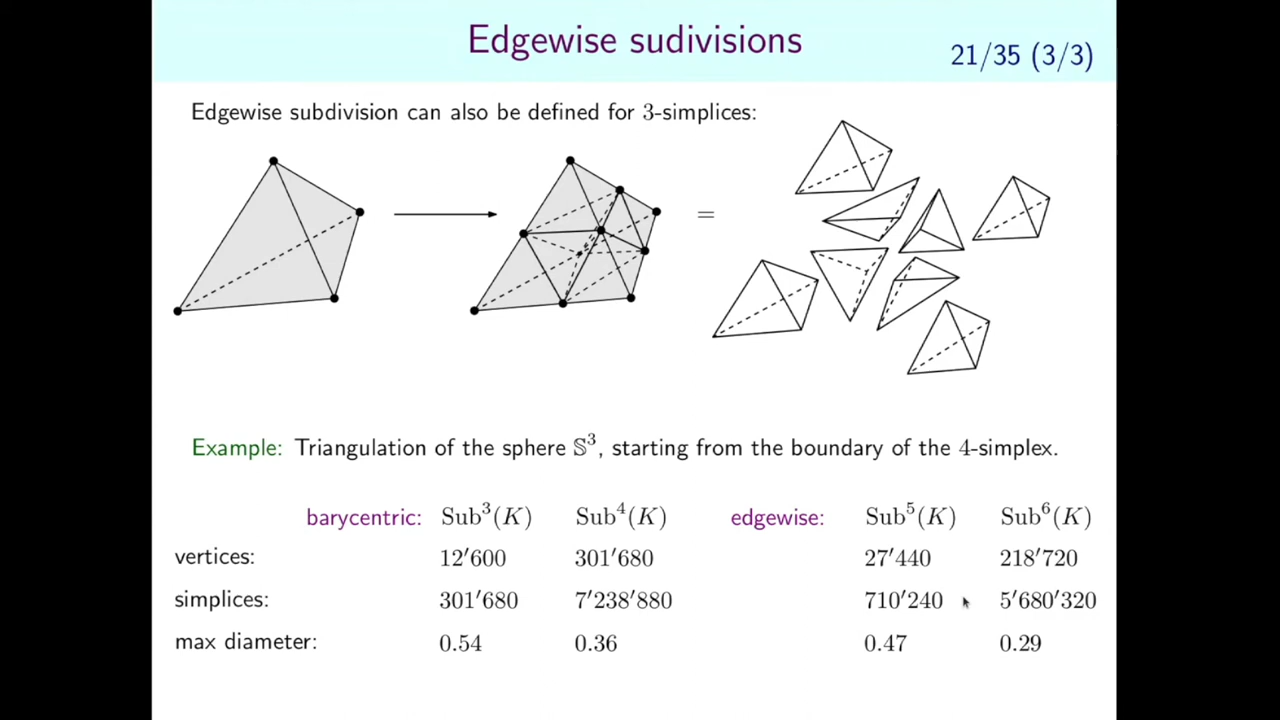 Edgewise sudivisions
21/35 (3/3)
Edgewise subdivision can also be defined for 3-simplices:
=
Example: Triangulation of the sphere 𝕊³, starting from the boundary of the 4-simplex.
barycentric: Sub³(K) Sub⁴(K) edgewise: Sub⁵(K) Sub⁶(K)
vertices: 12′600 301′680 27′440 218′720
simplices: 301′680 7′238′880 710′240 5′680′320
max diameter: 0.54 0.36 0.47 0.29